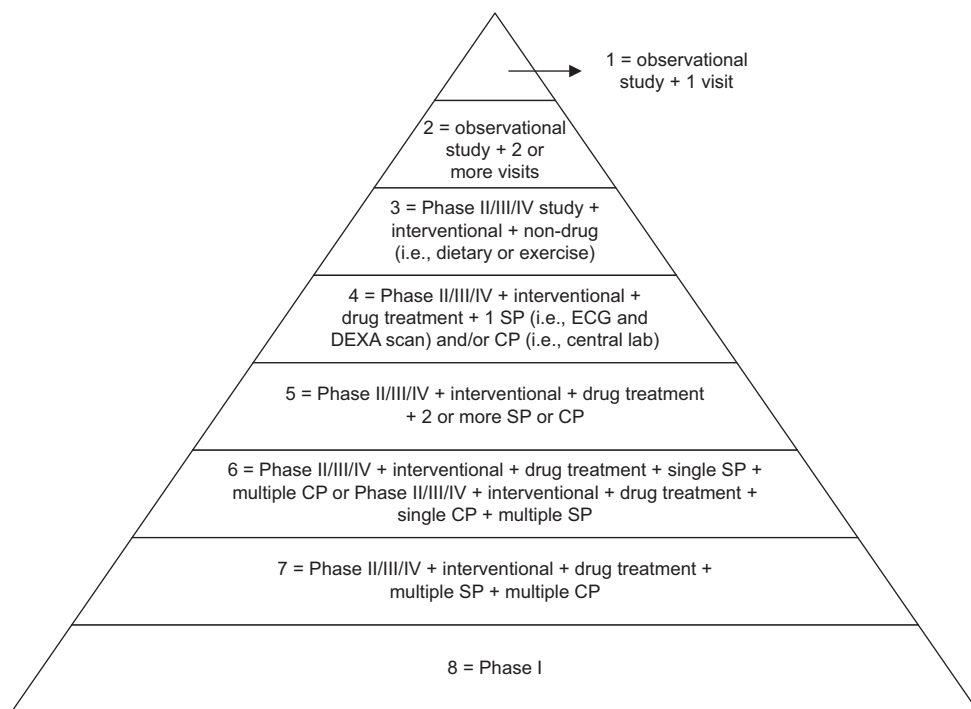 1 = observational
study + 1 visit
2 = observational
study + 2 or
more visits
3 = Phase II/III/IV study +
interventional + non-drug
(i.e., dietary or exercise)
4 = Phase II/III/IV + interventional +
drug treatment + 1 SP (i.e., ECG and
DEXA scan) and/or CP (i.e., central lab)
5 = Phase II/III/IV + interventional + drug treatment
+ 2 or more SP or CP
6 = Phase II/III/IV + interventional + drug treatment + single SP +
multiple CP or Phase II/III/IV + interventional + drug treatment +
single CP + multiple SP
7 = Phase II/III/IV + interventional + drug treatment +
multiple SP + multiple CP
8 = Phase I